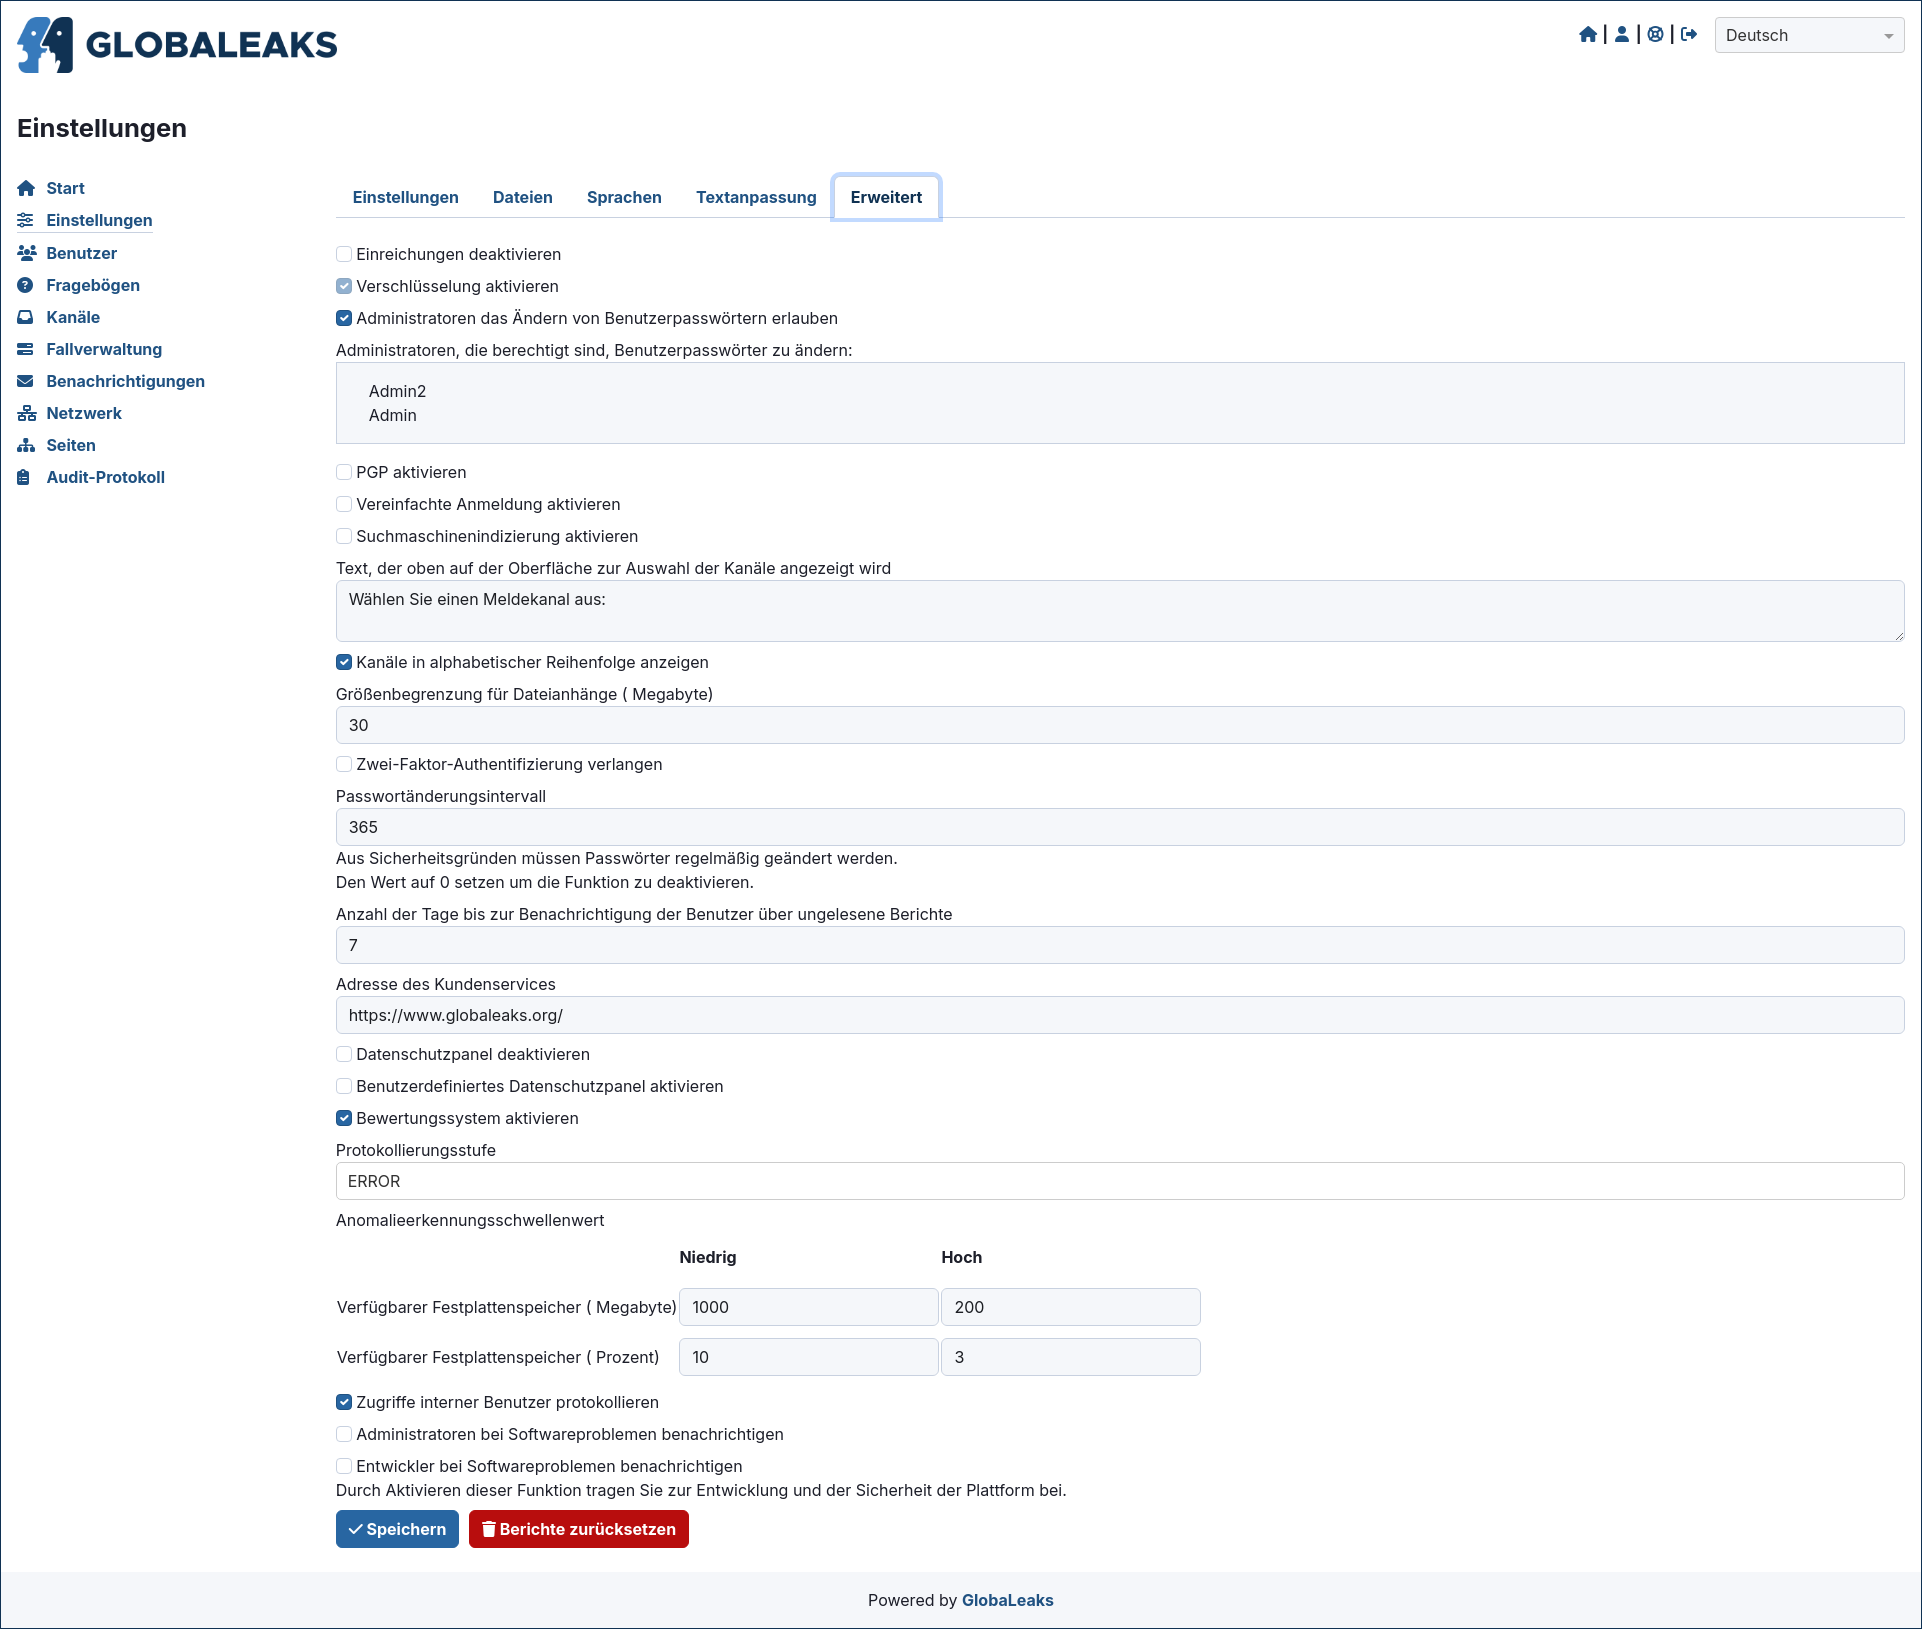 GLOBALEAKS
Deutsch
Einstellungen
Start
Einstellungen
Benutzer
Fragebögen
Kanäle
Fallverwaltung
Benachrichtigungen
Netzwerk
Seiten
Audit-Protokoll
Einstellungen Dateien Sprachen Textanpassung Erweitert
Einreichungen deaktivieren
Verschlüsselung aktivieren
Administratoren das Ändern von Benutzerpasswörtern erlauben
Administratoren, die berechtigt sind, Benutzerpasswörter zu ändern:
Admin2
Admin
PGP aktivieren
Vereinfachte Anmeldung aktivieren
Suchmaschinenindizierung aktivieren
Text, der oben auf der Oberfläche zur Auswahl der Kanäle angezeigt wird
Wählen Sie einen Meldekanal aus:
Kanäle in alphabetischer Reihenfolge anzeigen
Größenbegrenzung für Dateianhänge ( Megabyte)
30
Zwei-Faktor-Authentifizierung verlangen
Passwortänderungsintervall
365
Aus Sicherheitsgründen müssen Passwörter regelmäßig geändert werden.
Den Wert auf 0 setzen um die Funktion zu deaktivieren.
Anzahl der Tage bis zur Benachrichtigung der Benutzer über ungelesene Berichte
7
Adresse des Kundenservices
https://www.globaleaks.org/
Datenschutzpanel deaktivieren
Benutzerdefiniertes Datenschutzpanel aktivieren
Bewertungssystem aktivieren
Protokollierungsstufe
ERROR
Anomalieerkennungsschwellenwert
Niedrig Hoch
Verfügbarer Festplattenspeicher ( Megabyte) 1000 200
Verfügbarer Festplattenspeicher ( Prozent) 10 3
Zugriffe interner Benutzer protokollieren
Administratoren bei Softwareproblemen benachrichtigen
Entwickler bei Softwareproblemen benachrichtigen
Durch Aktivieren dieser Funktion tragen Sie zur Entwicklung und der Sicherheit der Plattform bei.
Speichern Berichte zurücksetzen
Powered by GlobaLeaks